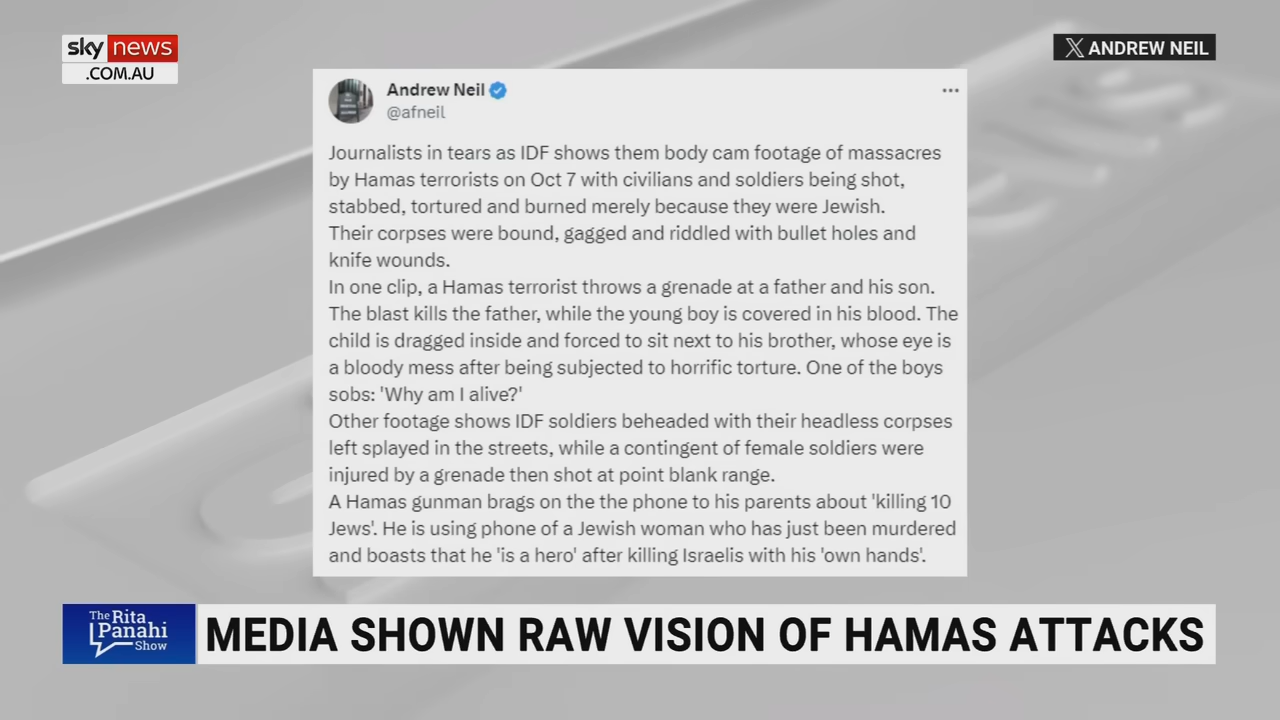 sky news
.COM.AU
X ANDREW NEIL
Andrew Neil
@afneil
Journalists in tears as IDF shows them body cam footage of massacres
by Hamas terrorists on Oct 7 with civilians and soldiers being shot,
stabbed, tortured and burned merely because they were Jewish.
Their corpses were bound, gagged and riddled with bullet holes and
knife wounds.
In one clip, a Hamas terrorist throws a grenade at a father and his son.
The blast kills the father, while the young boy is covered in his blood. The
child is dragged inside and forced to sit next to his brother, whose eye is
a bloody mess after being subjected to horrific torture. One of the boys
sobs: 'Why am I alive?'
Other footage shows IDF soldiers beheaded with their headless corpses
left splayed in the streets, while a contingent of female soldiers were
injured by a grenade then shot at point blank range.
A Hamas gunman brags on the the phone to his parents about 'killing 10
Jews'. He is using phone of a Jewish woman who has just been murdered
and boasts that he 'is a hero' after killing Israelis with his 'own hands'.
The Rita
Panahi
Show
MEDIA SHOWN RAW VISION OF HAMAS ATTACKS